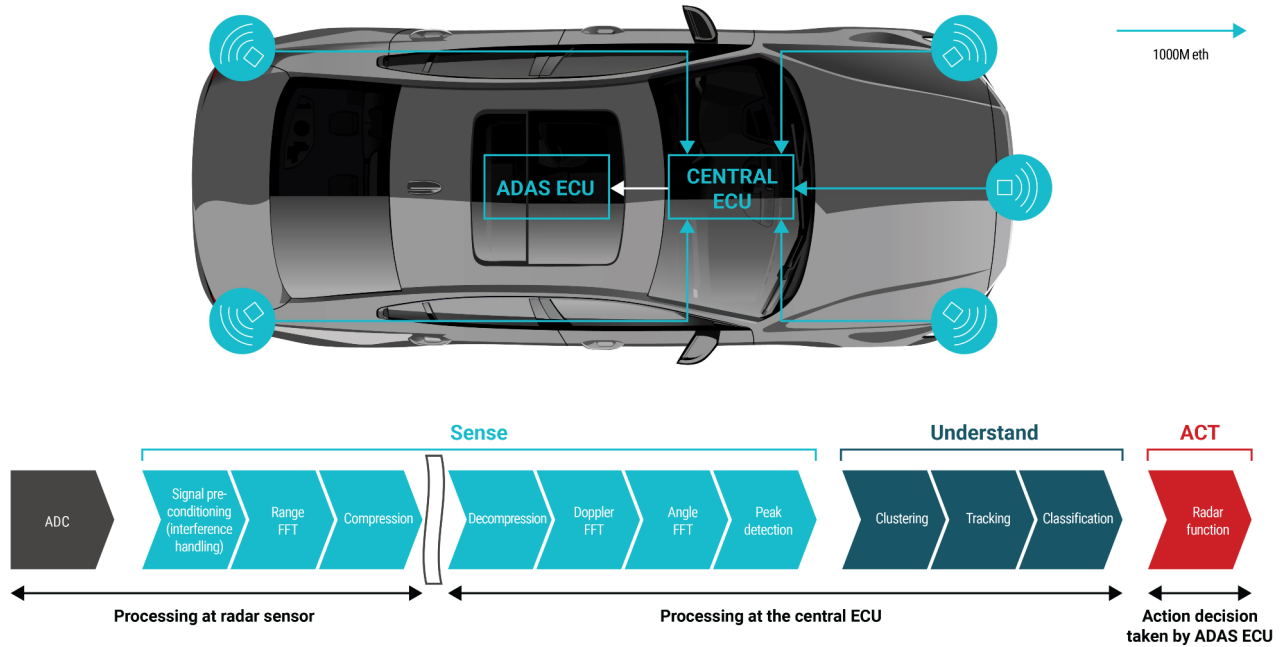 1000M eth
ADAS ECU
CENTRAL
ECU
Sense
Understand
ACT
ADC
Signal pre-
conditioning
(interference
handling)
Range
FFT
Compression
Decompression
Doppler
FFT
Angle
FFT
Peak
detection
Clustering
Tracking
Classification
Radar
function
Processing at radar sensor
Processing at the central ECU
Action decision
taken by ADAS ECU